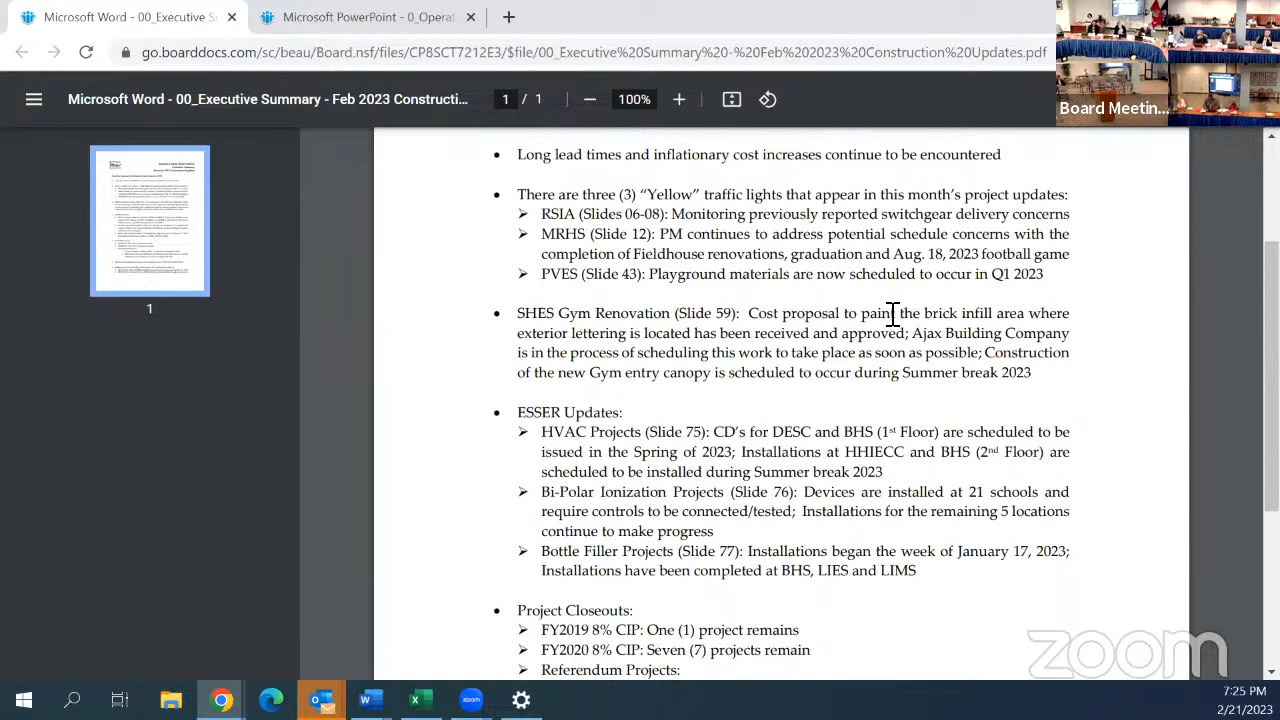 Microsoft Word - 00_Executive S
Microsoft PowerPoint - 0_Operat
go.boarddocs.com/sc/beau/Board.nsf
_utive%20Summary%20-%20Feb%202023%20Construction%20Updates.pdf
Microsoft Word - 00_Executive Summary - Feb
constructi...
1 / 1
100%
Board Meetin...
1
• Long lead times and inflationary cost increases continue to be encountered
• There are three (3) “Yellow” traffic lights that appear in this month’s project updates:
➢ RSIA (Slides 06-08): Monitoring previously reported switchgear delivery concerns
➢ MRHS (Slide 12): PM continues to address potential schedule concerns with the
completion of Fieldhouse renovations, graduation and Aug. 18, 2023 football game
➢ PVES (Slide 43): Playground materials are now scheduled to occur in Q1 2023
• SHES Gym Renovation (Slide 59): Cost proposal to paint the brick infill area where
exterior lettering is located has been received and approved; Ajax Building Company
is in the process of scheduling this work to take place as soon as possible; Construction
of the new Gym entry canopy is scheduled to occur during Summer break 2023
• ESSER Updates:
➢ HVAC Projects (Slide 75): CD’s for DESC and BHS (1st Floor) are scheduled to be
issued in the Spring of 2023; Installations at HHIECC and BHS (2nd Floor) are
scheduled to be installed during Summer break 2023
➢ Bi-Polar Ionization Projects (Slide 76): Devices are installed at 21 schools and
require controls to be connected/tested; Installations for the remaining 5 locations
continue to make progress
➢ Bottle Filler Projects (Slide 77): Installations began the week of January 17, 2023;
Installations have been completed at BHS, LIES and LIMS
• Project Closeouts:
➢ FY2019 8% CIP: One (1) project remains
FY2020 8% CIP: Seven (7) projects remain
➢ Referendum Projects:
zoom
zoom
7:25 PM
2/21/2023